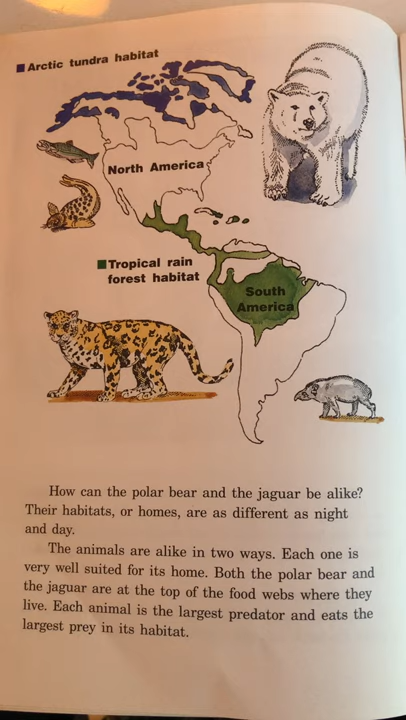 Arctic tundra habitat
North America
Tropical rain
forest habitat
South
America
How can the polar bear and the jaguar be alike?
Their habitats, or homes, are as different as night
and day.
The animals are alike in two ways. Each one is
very well suited for its home. Both the polar bear and
the jaguar are at the top of the food webs where they
live. Each animal is the largest predator and eats the
largest prey in its habitat.